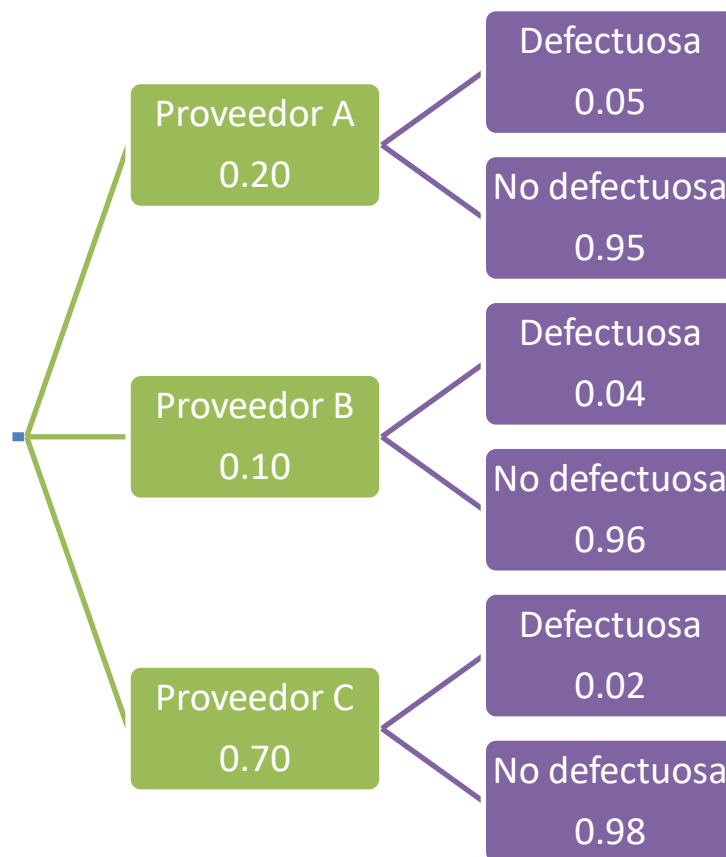 Proveedor A
0.20
Defectuosa
0.05
No defectuosa
0.95
Proveedor B
0.10
Defectuosa
0.04
No defectuosa
0.96
Proveedor C
0.70
Defectuosa
0.02
No defectuosa
0.98